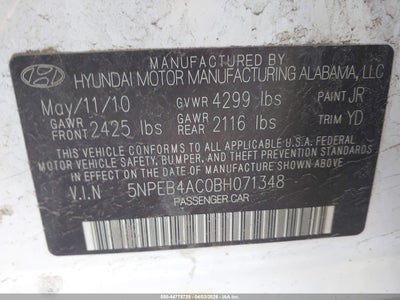 HYUNDAI MOTOR MANUFACTURING ALABAMA, LLC
May/11/10 GVWR 4299 lbs PAINT JR
GAWR FRONT 2425 lbs GAWR REAR 2116 lbs TRIM YD
THIS VEHICLE CONFORMS TO ALL APPLICABLE U.S. FEDERAL
MOTOR VEHICLE SAFETY, BUMPER, AND THEFT PREVENTION
STANDARDS IN EFFECT ON THE DATE OF MANUFACTURE SHOWN ABOVE.
V.I.N 5NPEB4AC0BH071348
PASSENGER CAR